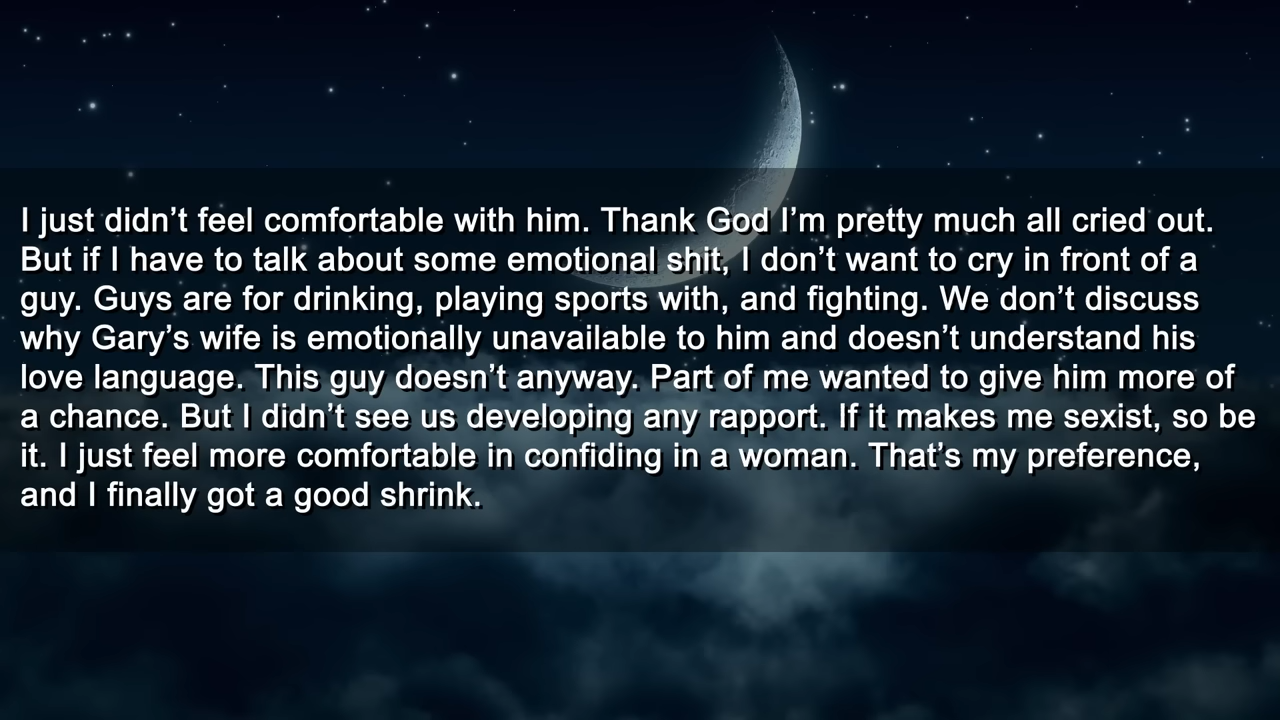 I just didn’t feel comfortable with him. Thank God I’m pretty much all cried out.
But if I have to talk about some emotional shit, I don’t want to cry in front of a
guy. Guys are for drinking, playing sports with, and fighting. We don’t discuss
why Gary’s wife is emotionally unavailable to him and doesn’t understand his
love language. This guy doesn’t anyway. Part of me wanted to give him more of
a chance. But I didn’t see us developing any rapport. If it makes me sexist, so be
it. I just feel more comfortable in confiding in a woman. That’s my preference,
and I finally got a good shrink.